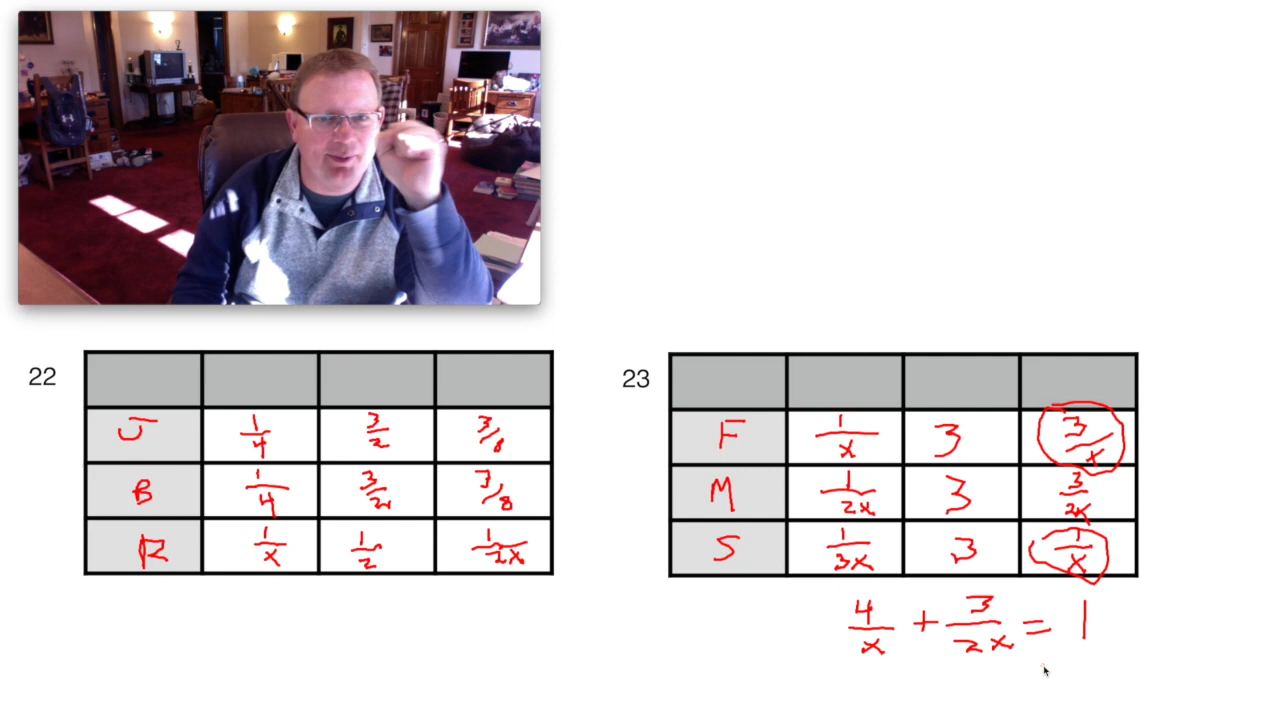 22
J 1/4 3/2 3/8
B 1/4 3/2 3/8
R 1/x 1/2 1/2x
23
F 1/x 3 3/x
M 1/2x 3 3/2x
S 1/3x 3 1/x
4/x + 3/2x = 1